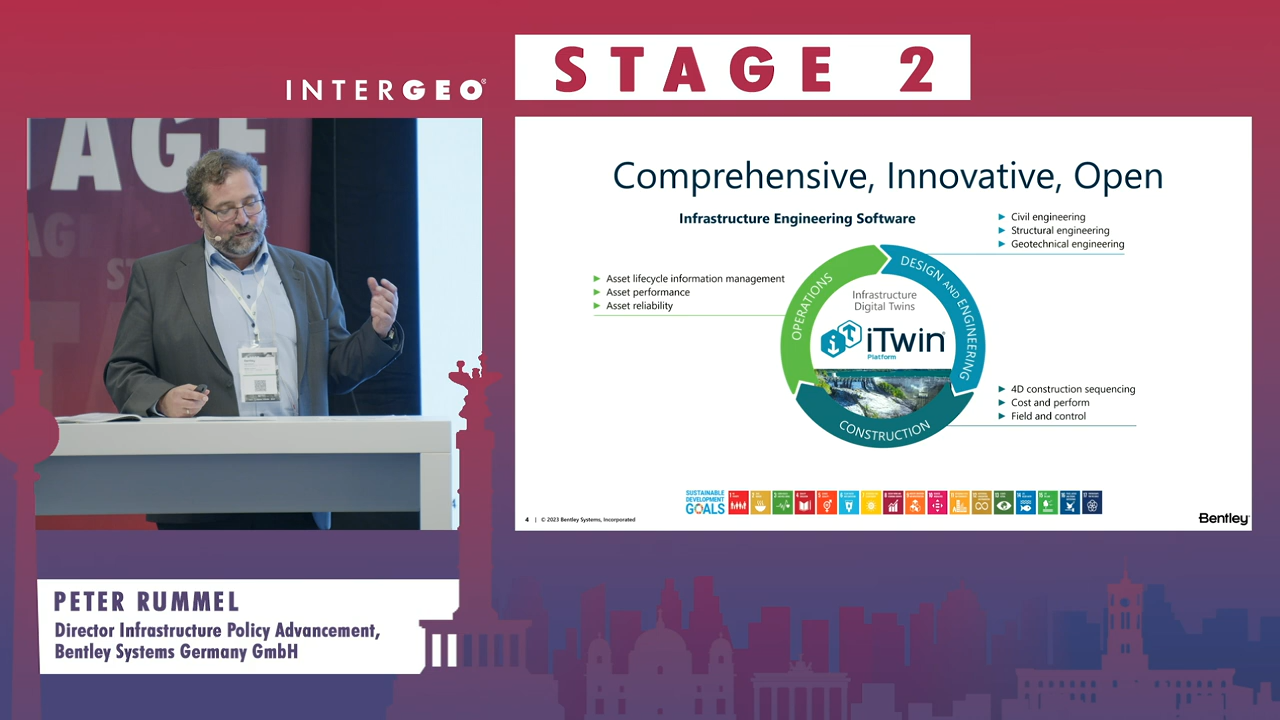 INTERGEO®
STAGE 2
AGE
AG
ST
Comprehensive, Innovative, Open
Infrastructure Engineering Software
Civil engineering
Structural engineering
Geotechnical engineering
Asset lifecycle information management
Asset performance
Asset reliability
OPERATIONS
DESIGN AND ENGINEERING
CONSTRUCTION
Infrastructure
Digital Twins
iTwin
Platform
4D construction sequencing
Cost and perform
Field and control
SUSTAINABLE
DEVELOPMENT
GOALS
4 | © 2023 Bentley Systems, Incorporated
Bentley
PETER RUMMEL
Director Infrastructure Policy Advancement,
Bentley Systems Germany GmbH